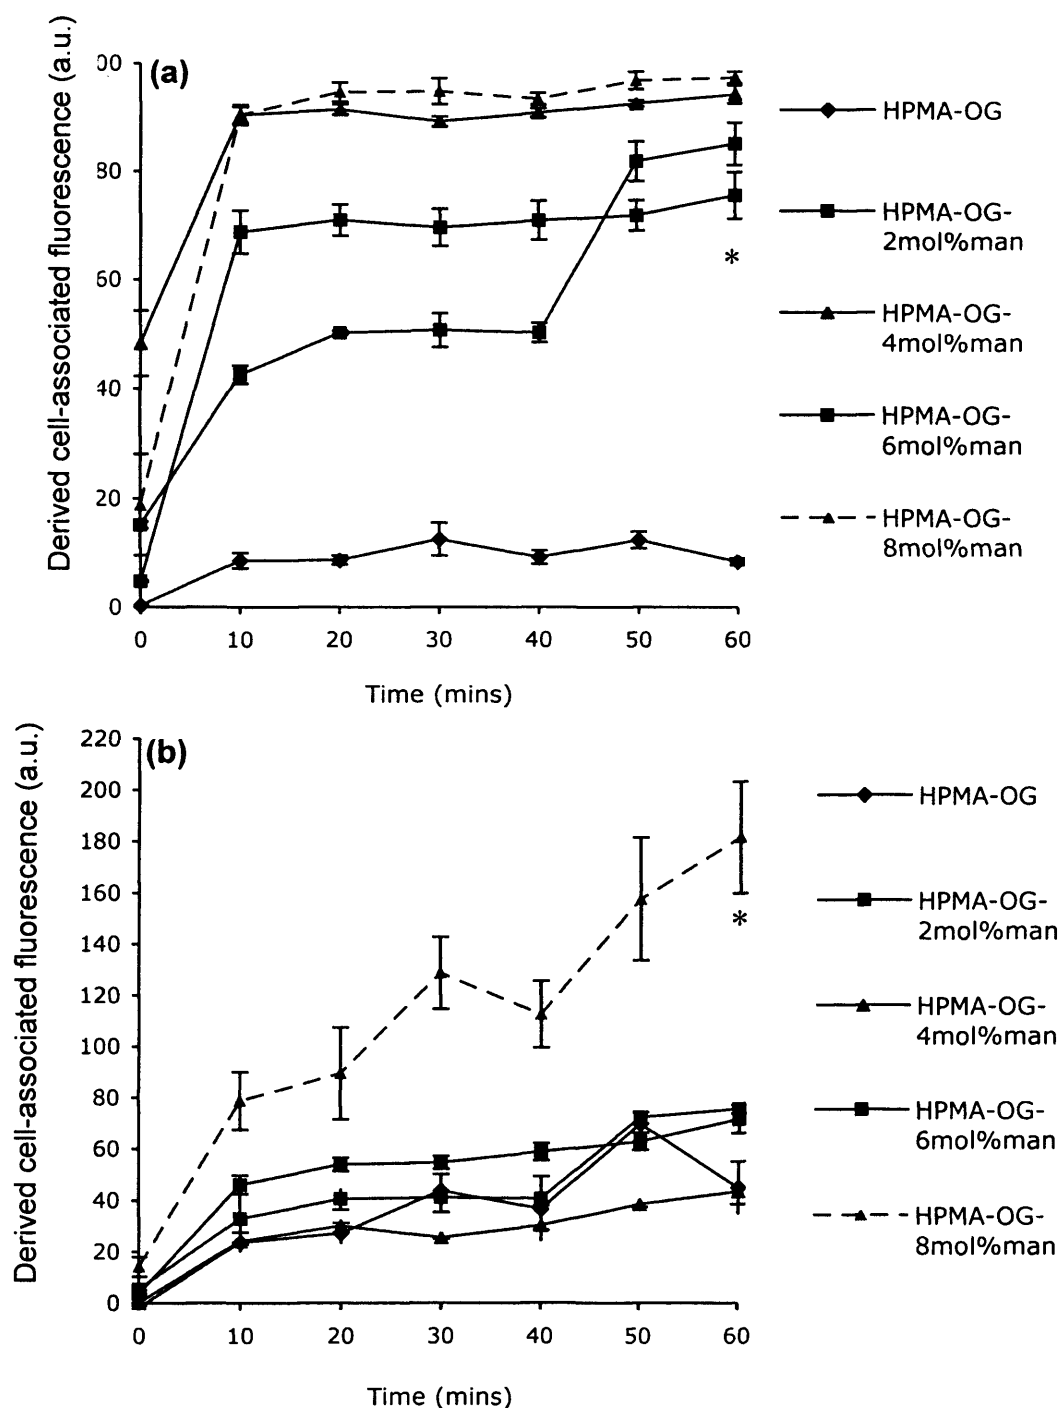 Derived cell-associated fluorescence (a.u.)
(a)
00
80
60
40
20
0
0 10 20 30 40 50 60
Time (mins)
*
HPMA-OG
HPMA-OG-
2mol%man
HPMA-OG-
4mol%man
HPMA-OG-
6mol%man
HPMA-OG-
8mol%man
Derived cell-associated fluorescence (a.u.)
(b)
220
200
180
160
140
120
100
80
60
40
20
0
0 10 20 30 40 50 60
Time (mins)
*
HPMA-OG
HPMA-OG-
2mol%man
HPMA-OG-
4mol%man
HPMA-OG-
6mol%man
HPMA-OG-
8mol%man